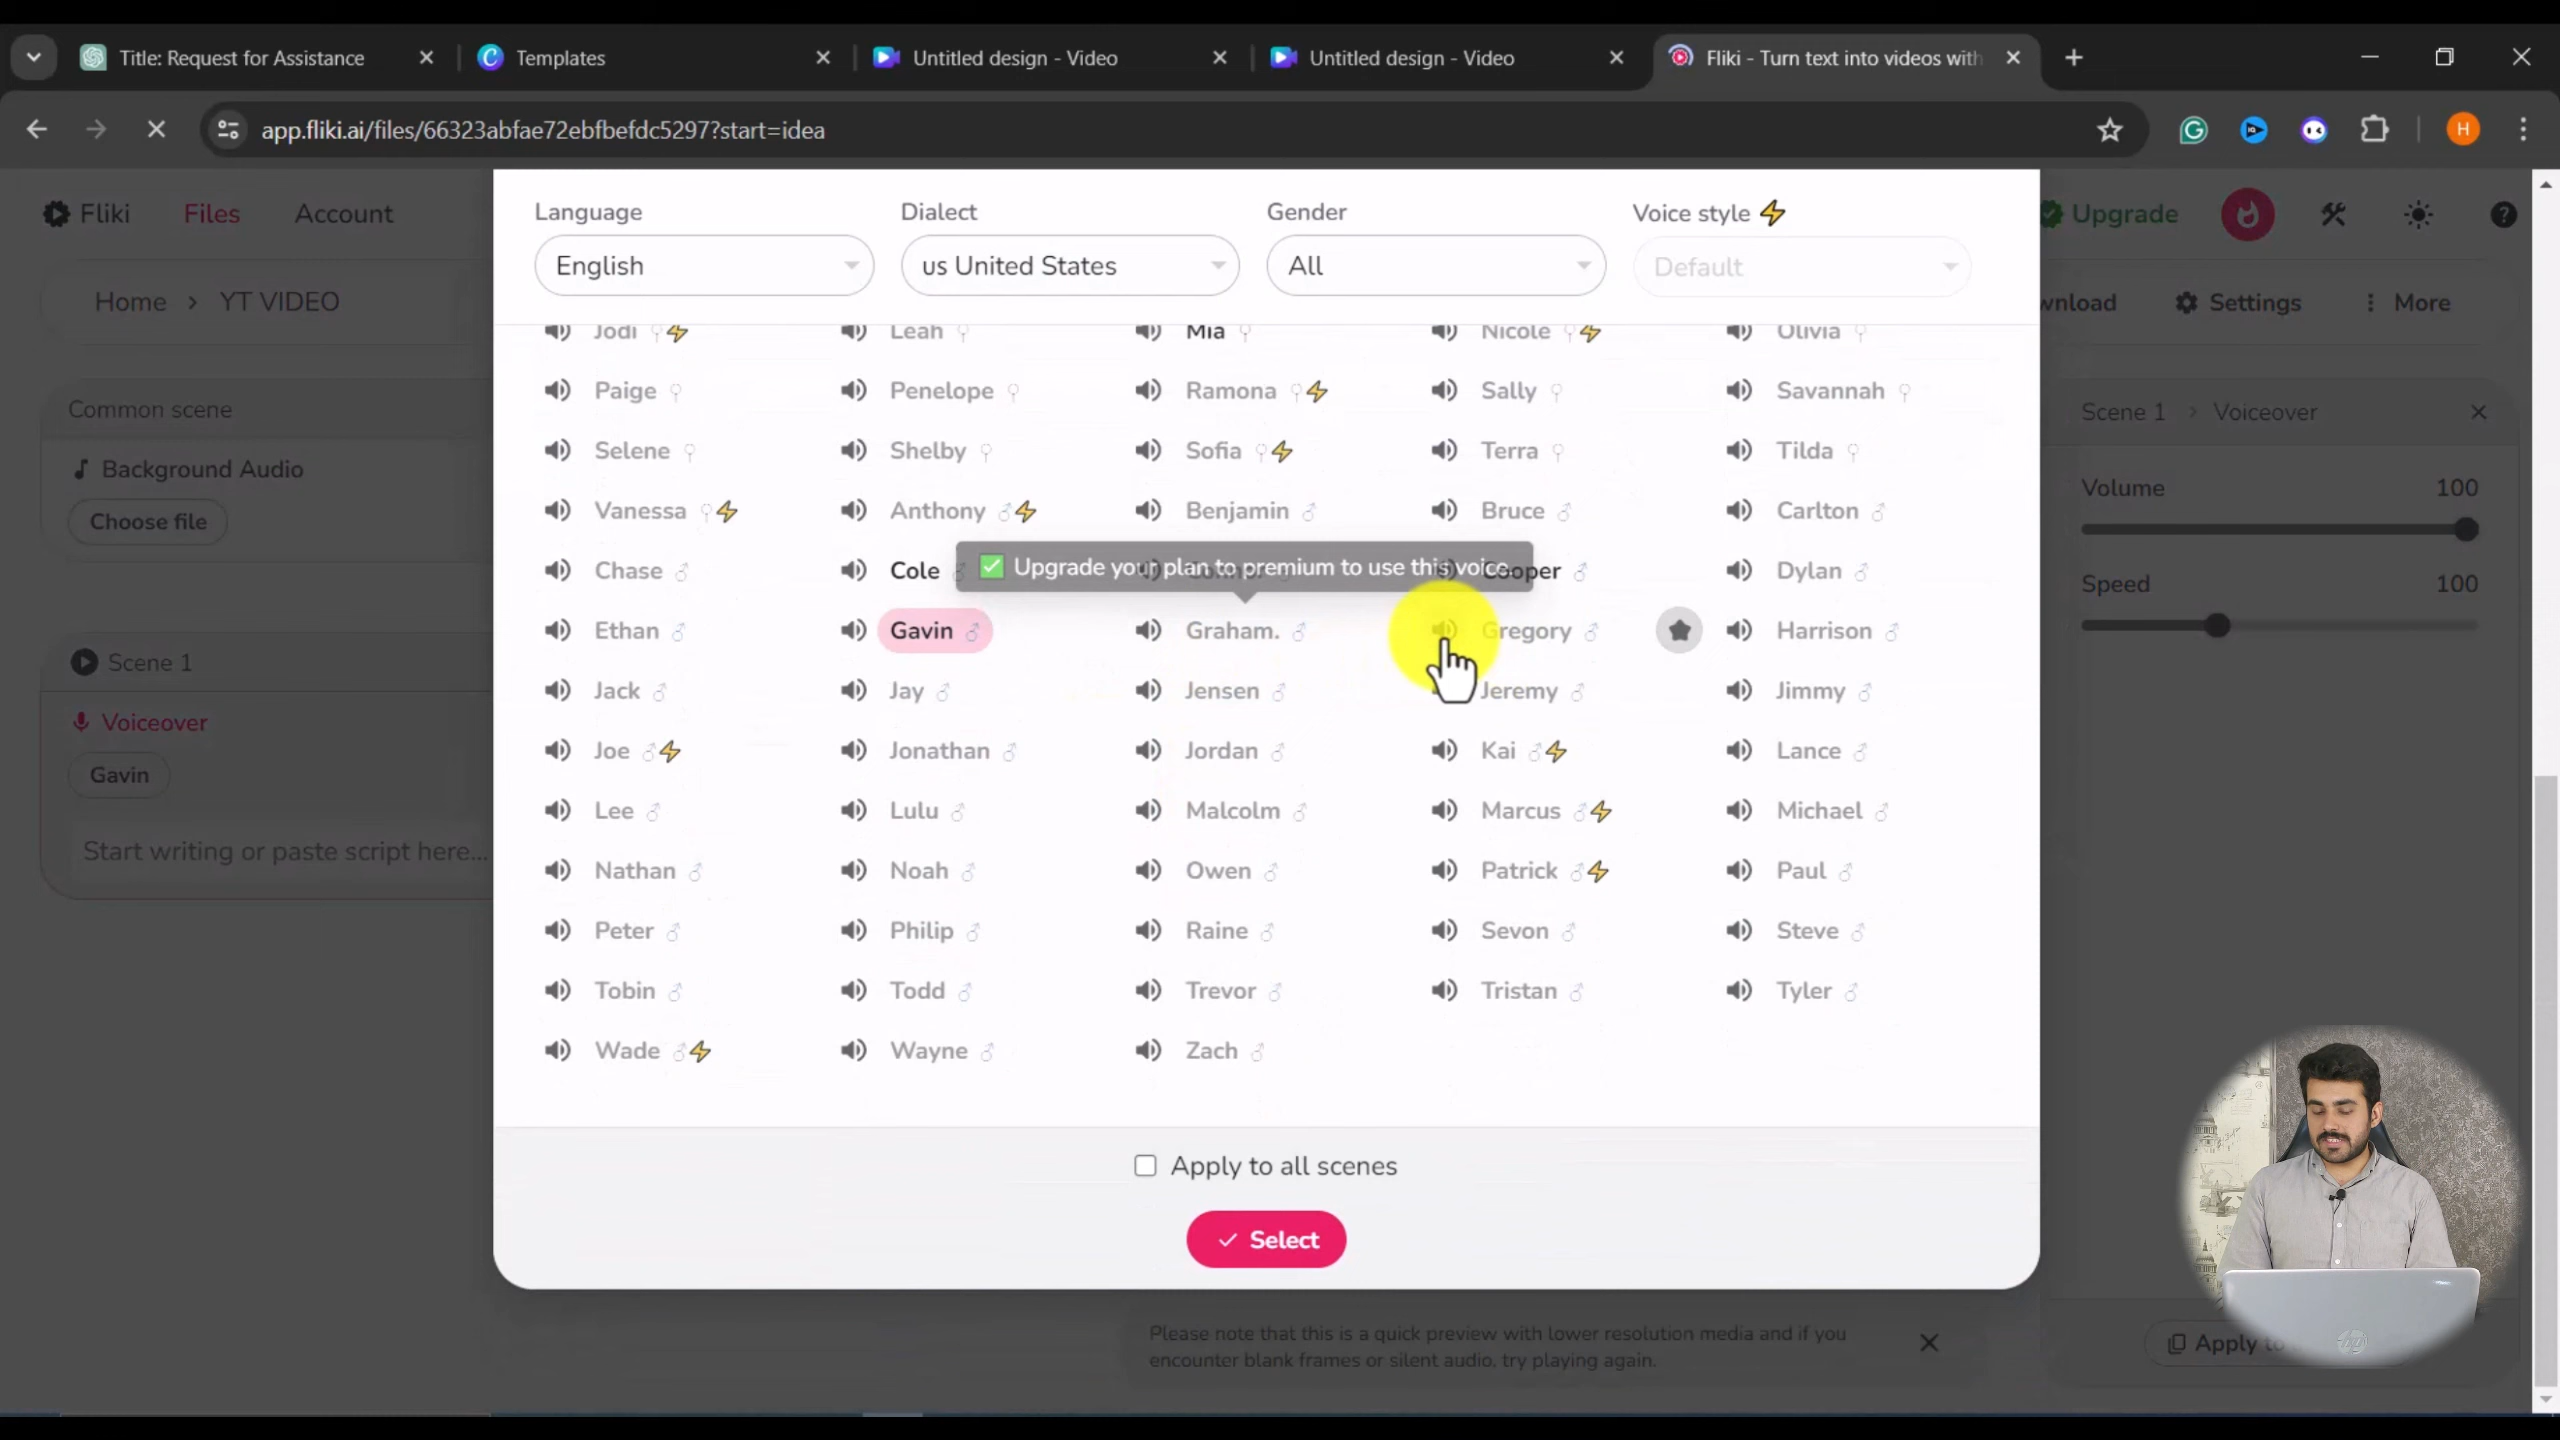 Title: Request for Assistance
Templates
Untitled design - Video
Untitled design - Video
Fliki - Turn text into videos with
app.fliki.ai/files/66323abfae72ebfbefdc5297?start=idea
H
Fliki
Files
Account
Upgrade
Language
Dialect
Gender
Voice style
English
us United States
All
Default
Home > YT VIDEO
wnload
Settings
More
Jodi
Leah
Mia
Nicole
Olivia
Paige
Penelope
Ramona
Sally
Savannah
Selene
Shelby
Sofia
Terra
Tilda
Vanessa
Anthony
Benjamin
Bruce
Carlton
Chase
Cole
Upgrade your plan to premium to use this voice.
Cooper
Dylan
Ethan
Gavin
Graham.
Gregory
Harrison
Jack
Jay
Jensen
Jeremy
Jimmy
Joe
Jonathan
Jordan
Kai
Lance
Lee
Lulu
Malcolm
Marcus
Michael
Nathan
Noah
Owen
Patrick
Paul
Peter
Philip
Raine
Sevon
Steve
Tobin
Todd
Trevor
Tristan
Tyler
Wade
Wayne
Zach
Apply to all scenes
Select
Common scene
Background Audio
Choose file
Scene 1
Voiceover
Gavin
Start writing or paste script here...
Scene 1 > Voiceover
Volume 100
Speed 100
Please note that this is a quick preview with lower resolution media and if you
encounter blank frames or silent audio, try playing again.
Apply
hp